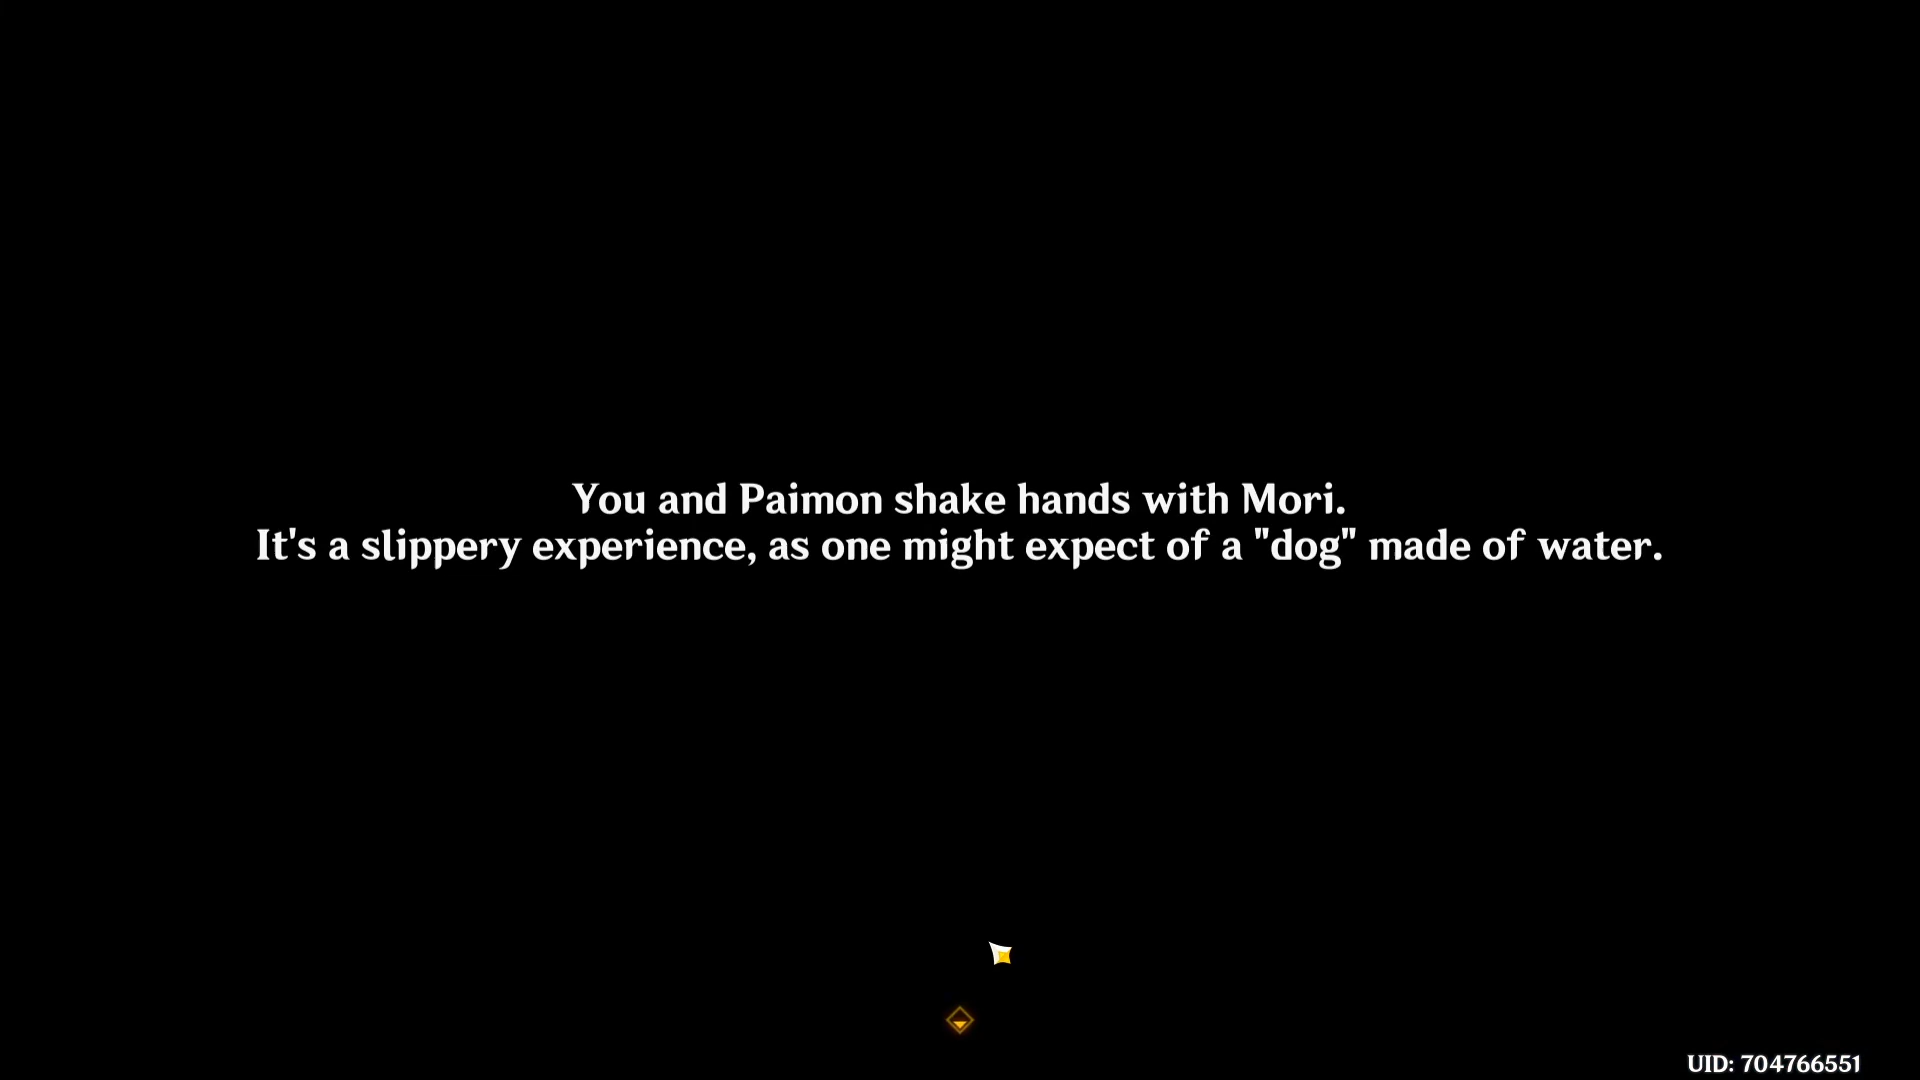 You and Paimon shake hands with Mori.
It's a slippery experience, as one might expect of a "dog" made of water.
UID: 704766551